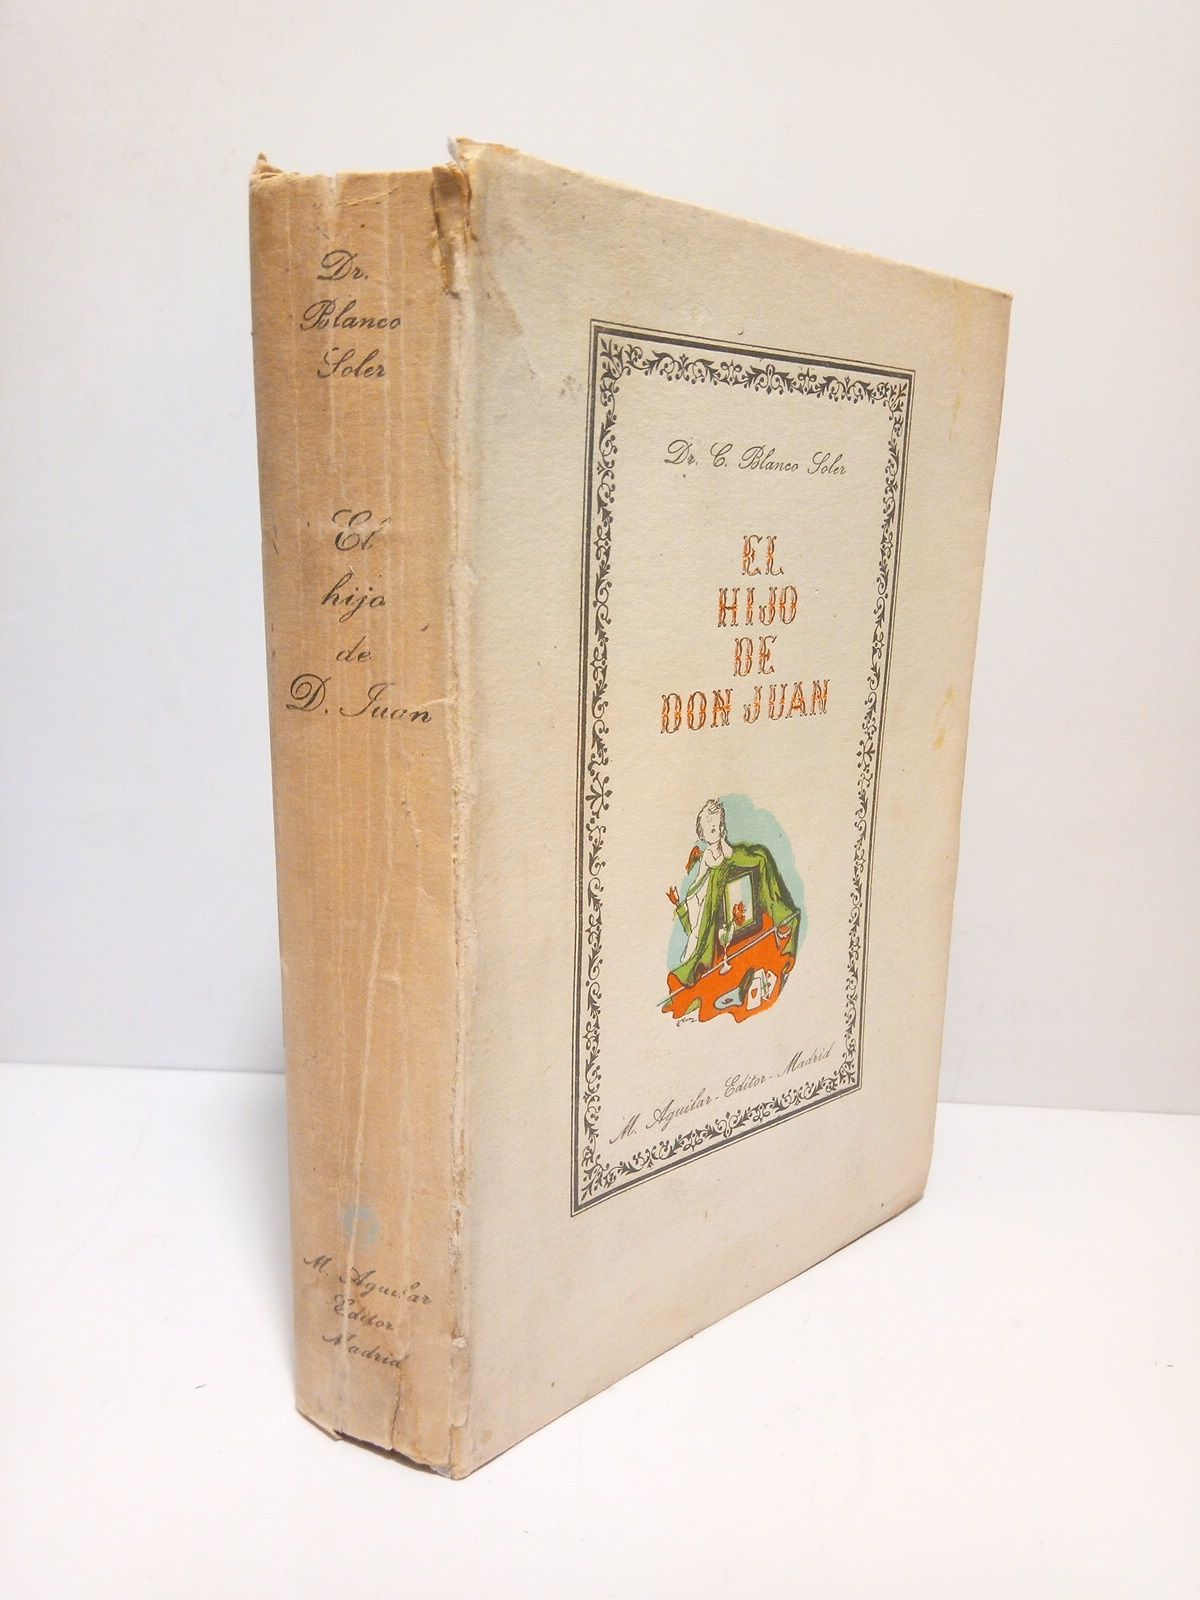 Dr.
Blanco
Soler
El
hijo
de
D. Juan
M. Aguilar
Editor
Madrid
Dr. C. Blanco Soler
EL
HIJO
DE
DON JUAN
M. Aguilar - Editor - Madrid